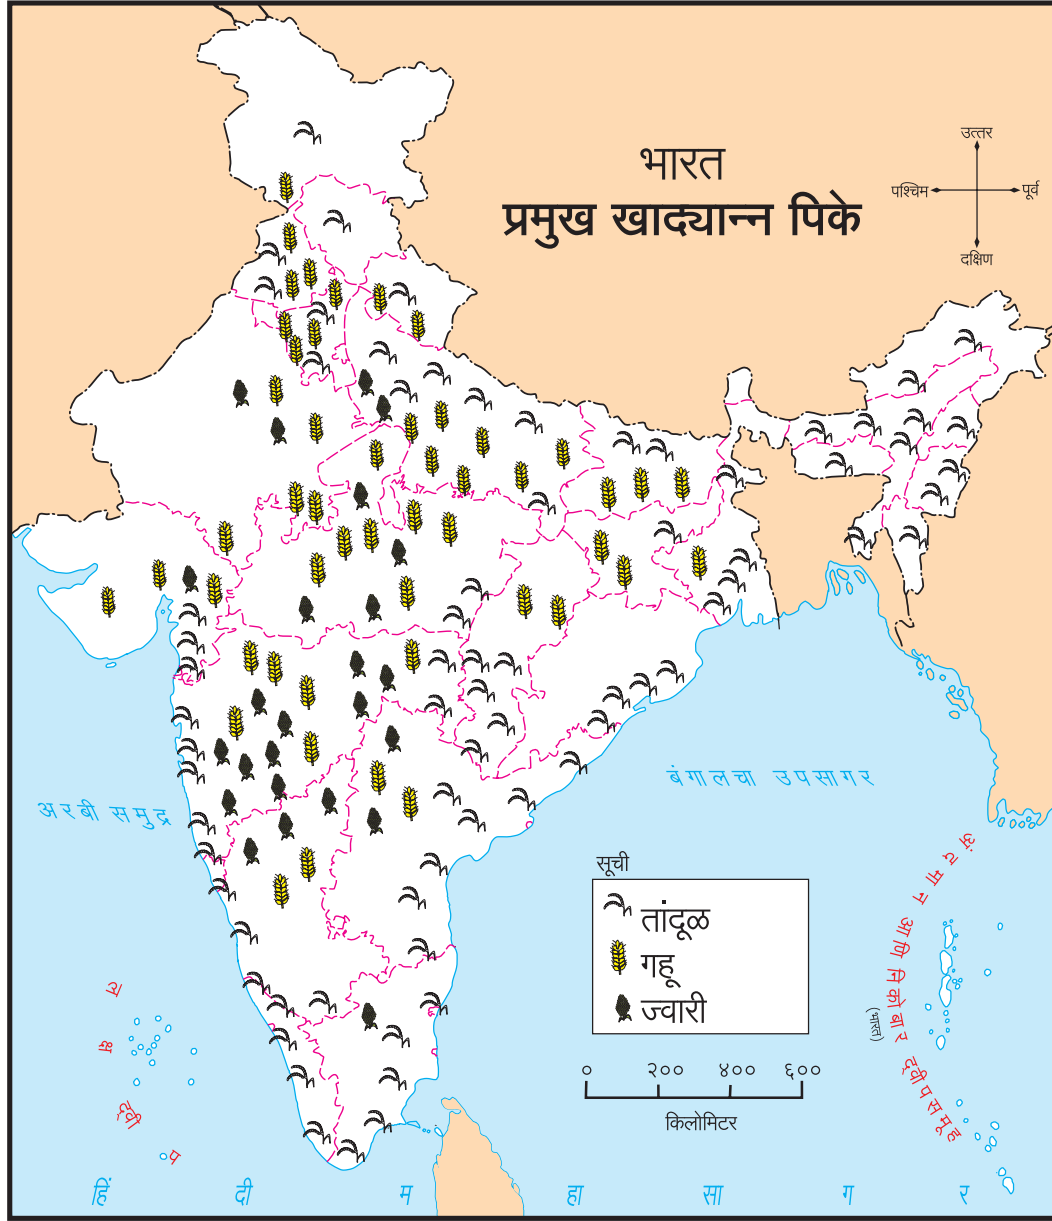 भारत
प्रमुख खाद्यान्न पिके
उत्तर
पश्चिम
पूर्व
दक्षिण
अरबी समुद्र
बंगालचा उपसागर
सूची
तांदूळ
गहू
ज्वारी
० २०० ४०० ६००
किलोमिटर
अंदमान आणि निकोबार द्वीपसमूह
(भारत)
लक्षद्वीप
हिंदी महासागर